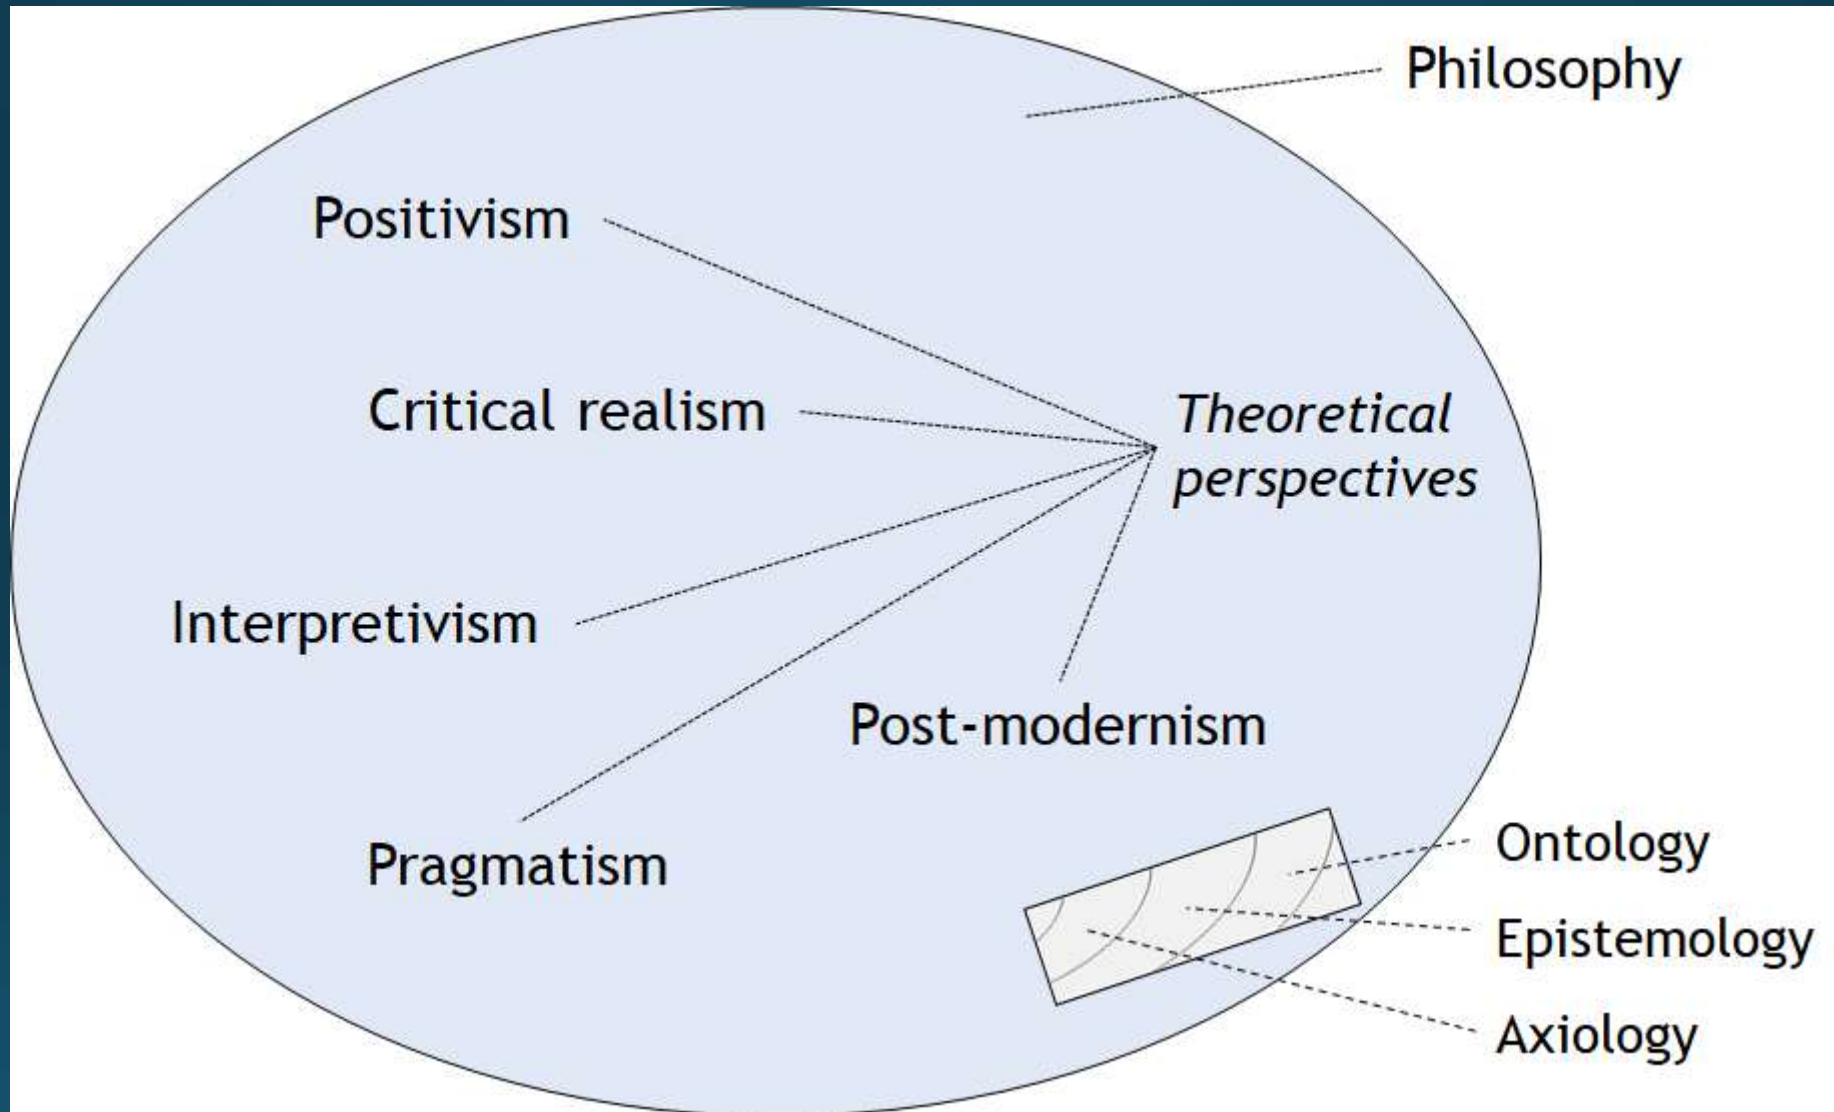 Philosophy
Positivism
Critical realism
Theoretical
perspectives
Interpretivism
Post-modernism
Pragmatism
Ontology
Epistemology
Axiology